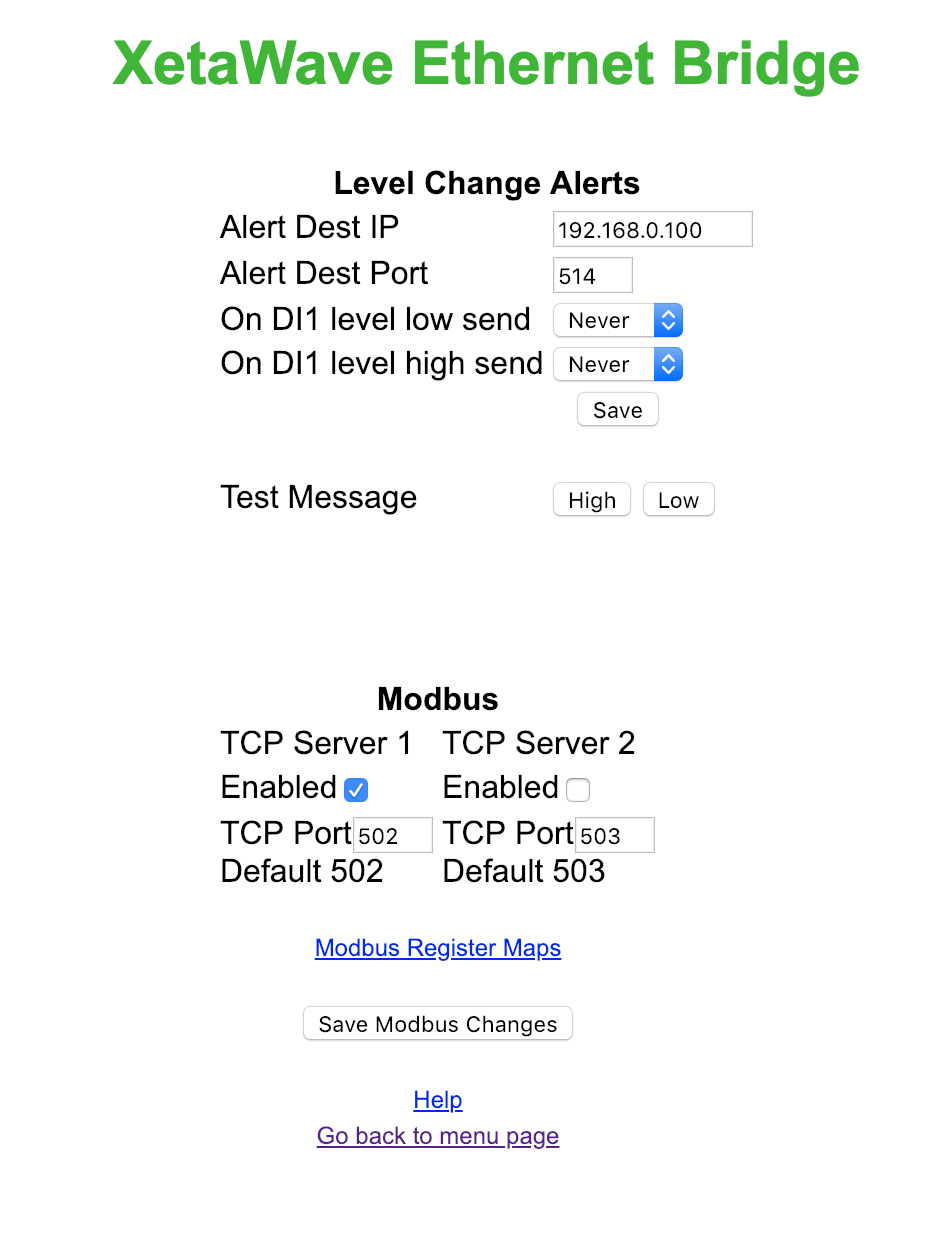 XetaWave Ethernet Bridge
Level Change Alerts
Alert Dest IP 192.168.0.100
Alert Dest Port 514
On DI1 level low send Never
On DI1 level high send Never
Save
Test Message High Low
Modbus
TCP Server 1 TCP Server 2
Enabled Enabled
TCP Port 502 TCP Port 503
Default 502 Default 503
Modbus Register Maps
Save Modbus Changes
Help
Go back to menu page